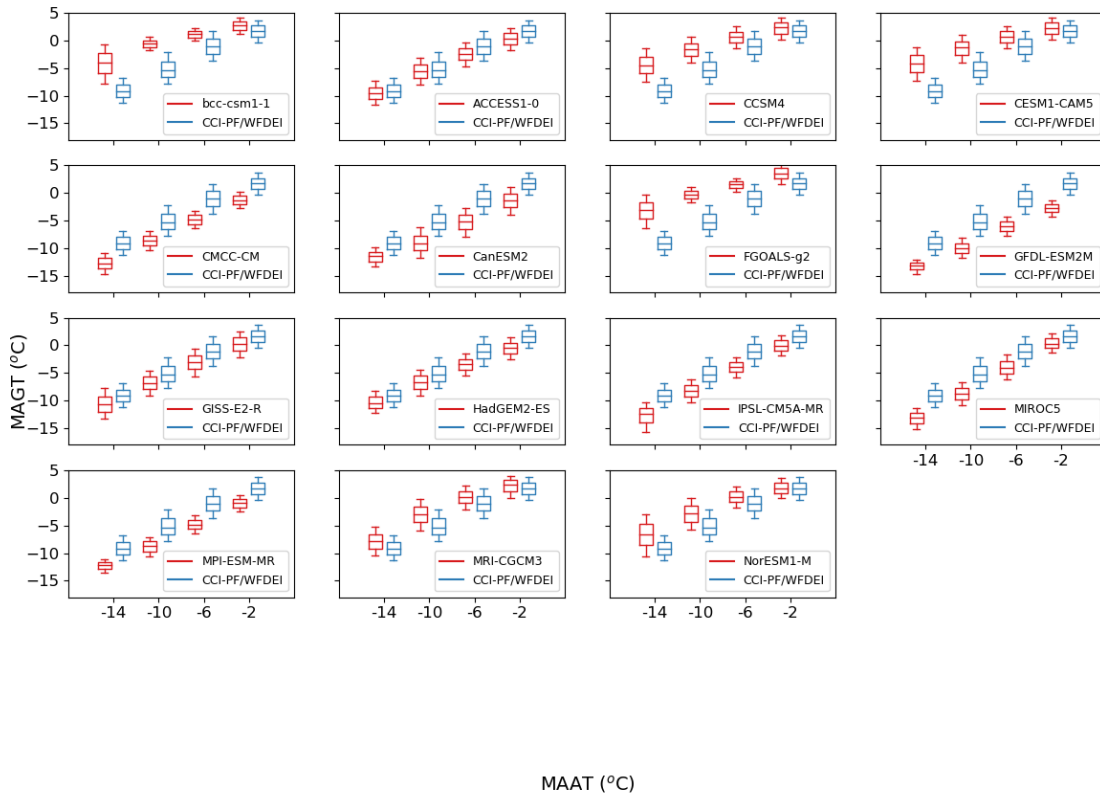 5
0
−5
−10
−15
bcc-csm1-1
CCI-PF/WFDEI
ACCESS1-0
CCI-PF/WFDEI
CCSM4
CCI-PF/WFDEI
CESM1-CAM5
CCI-PF/WFDEI
5
0
−5
−10
−15
CMCC-CM
CCI-PF/WFDEI
CanESM2
CCI-PF/WFDEI
FGOALS-g2
CCI-PF/WFDEI
GFDL-ESM2M
CCI-PF/WFDEI
MAGT (°C)
5
0
−5
−10
−15
GISS-E2-R
CCI-PF/WFDEI
HadGEM2-ES
CCI-PF/WFDEI
IPSL-CM5A-MR
CCI-PF/WFDEI
MIROC5
CCI-PF/WFDEI
-14 -10 -6 -2
5
0
−5
−10
−15
MPI-ESM-MR
CCI-PF/WFDEI
MRI-CGCM3
CCI-PF/WFDEI
NorESM1-M
CCI-PF/WFDEI
-14 -10 -6 -2
-14 -10 -6 -2
-14 -10 -6 -2
MAAT (°C)